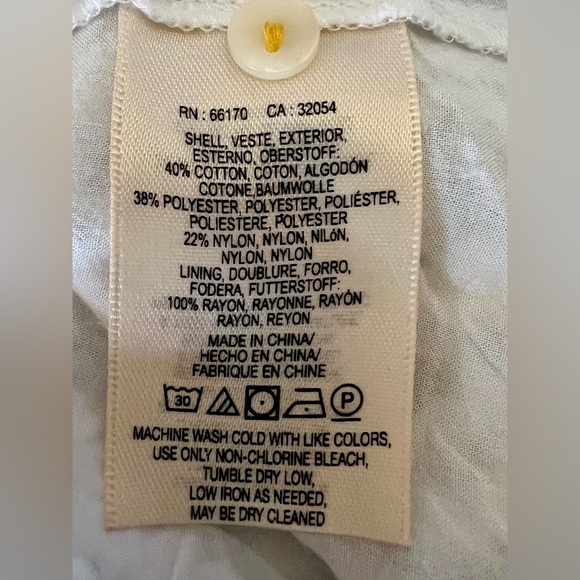 RN : 66170 CA : 32054
SHELL, VESTE, EXTERIOR,
ESTERNO, OBERSTOFF:
40% COTTON, COTON, ALGODÓN
COTONE,BAUMWOLLE
38% POLYESTER, POLYESTER, POLIÉSTER,
POLIESTERE, POLYESTER
22% NYLON, NYLON, NILóN,
NYLON, NYLON
LINING, DOUBLURE, FORRO,
FODERA, FUTTERSTOFF:
100% RAYON, RAYONNE, RAYÓN
RAYON, REYON
MADE IN CHINA/
HECHO EN CHINA/
FABRIQUE EN CHINE
30 P
MACHINE WASH COLD WITH LIKE COLORS,
USE ONLY NON-CHLORINE BLEACH,
TUMBLE DRY LOW,
LOW IRON AS NEEDED,
MAY BE DRY CLEANED